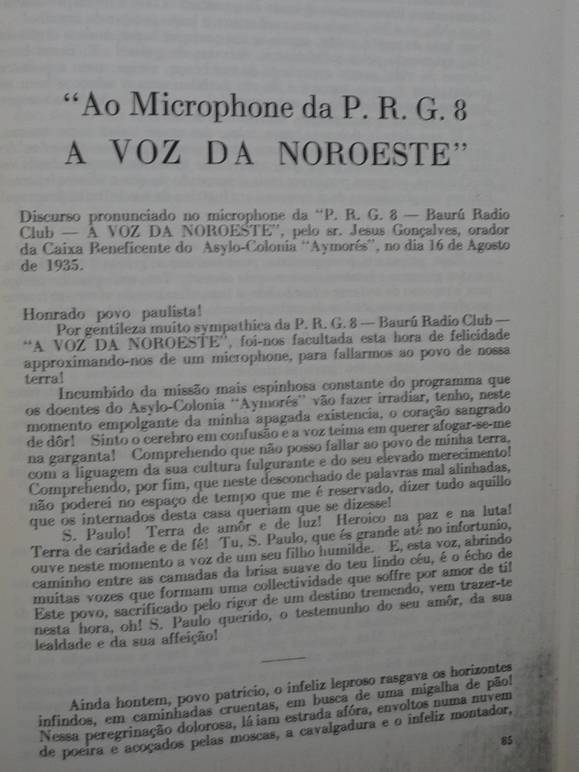 “Ao Microphone da P. R. G. 8
A VOZ DA NOROESTE”
Discurso pronunciado no microphone da “P. R. G. 8 — Baurú Radio
Club — A VOZ DA NOROESTE”, pelo sr. Jesus Gonçalves, orador
da Caixa Beneficente do Asylo-Colonia “Aymorés”, no dia 16 de Agosto
de 1935.
Honrado povo paulista!
Por gentileza muito sympathica da P. R. G. 8 — Baurú Radio Club —
“A VOZ DA NOROESTE”, foi-nos facultada esta hora de felicidade
approximando-nos de um microphone, para fallarmos ao povo de nossa
terra!
Incumbido da missão mais espinhosa constante do programma que
os doentes do Asylo-Colonia “Aymorés” vão fazer irradiar, tenho, neste
momento empolgante da minha apagada existencia, o coração sangrado
de dôr! Sinto o cerebro em confusão e a voz teima em querer afogar-se-me
na garganta! Comprehendo que não posso fallar ao povo de minha terra,
com a liguagem da sua cultura fulgurante e do seu elevado merecimento!
Comprehendo, por fim, que neste desconchado de palavras mal alinhadas,
não poderei no espaço de tempo que me é reservado, dizer tudo aquillo
que os internados desta casa queriam que se dizesse!
S. Paulo! Terra de amôr e de luz! Heroico na paz e na luta!
Terra de caridade e de fé! Tu, S. Paulo, que és grande até no infortunio,
ouve neste momento a voz de um seu filho humilde. E, esta voz, abrindo
caminho entre as camadas da brisa suave do teu lindo céu, é o écho de
muitas vozes que formam uma collectividade que soffre por amor de ti!
Este povo, sacrificado pelo rigor de um destino tremendo, vem trazer-te
nesta hora, oh! S. Paulo querido, o testemunho do seu amôr, da sua
lealdade e da sua affeição!
Ainda hontem, povo patricio, o infeliz leproso rasgava os horizontes
infindos, em caminhadas cruentas, em busca de uma migalha de pão!
Nessa peregrinação dolorosa, lá iam estrada afóra, envoltos numa nuvem
de poeira e acoçados pelas moscas, a cavalgadura e o infeliz montador,
85